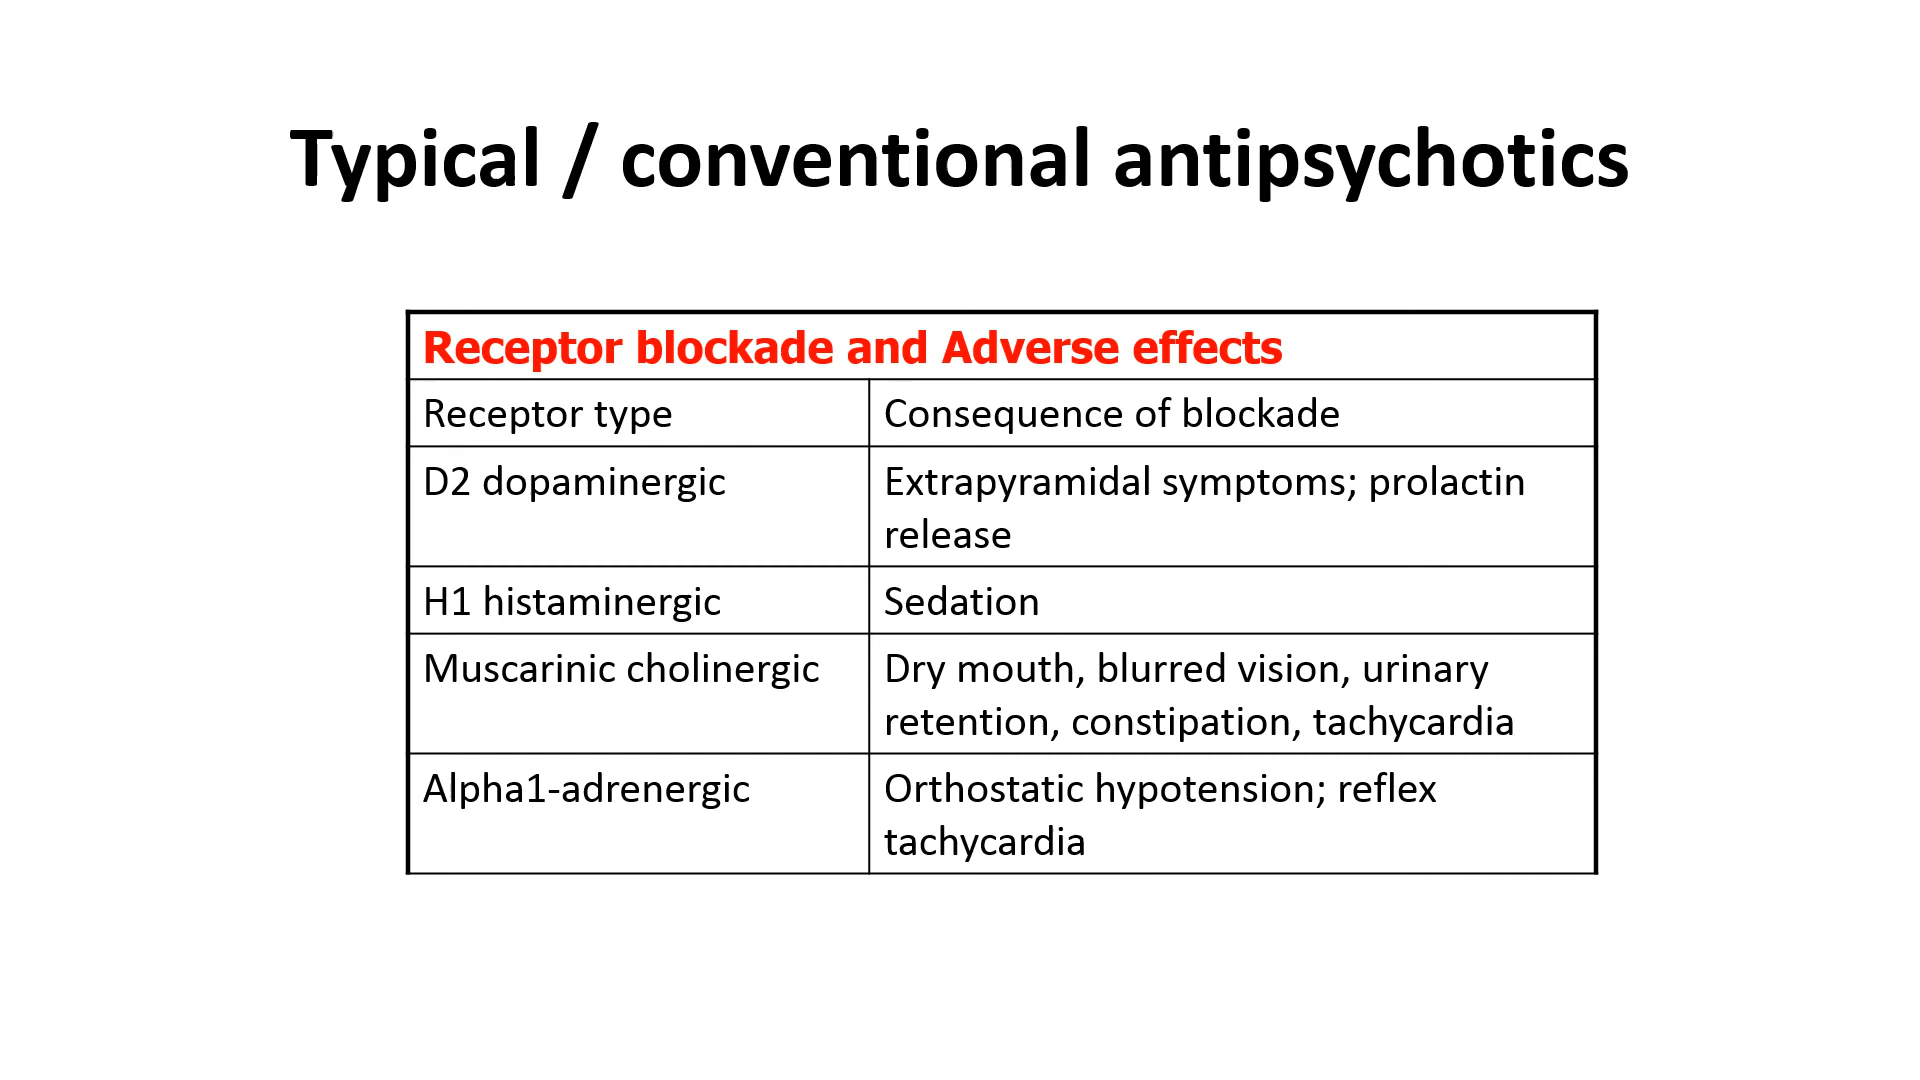 Typical / conventional antipsychotics
Receptor blockade and Adverse effects
Receptor type
Consequence of blockade
D2 dopaminergic
Extrapyramidal symptoms; prolactin
release
H1 histaminergic
Sedation
Muscarinic cholinergic
Dry mouth, blurred vision, urinary
retention, constipation, tachycardia
Alpha1-adrenergic
Orthostatic hypotension; reflex
tachycardia